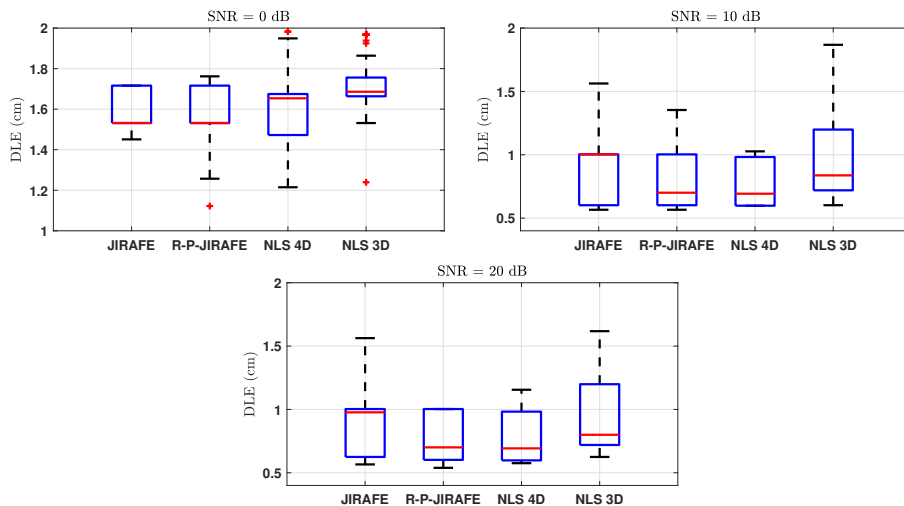 SNR = 0 dB
DLE (cm)
2
1.8
1.6
1.4
1.2
1
JIRAFE R-P-JIRAFE NLS 4D NLS 3D
SNR = 10 dB
DLE (cm)
2
1.5
1
0.5
JIRAFE R-P-JIRAFE NLS 4D NLS 3D
SNR = 20 dB
DLE (cm)
2
1.5
1
0.5
JIRAFE R-P-JIRAFE NLS 4D NLS 3D